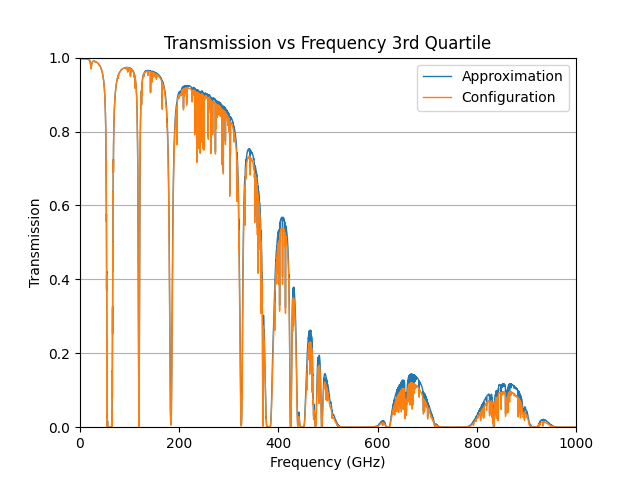 Transmission vs Frequency 3rd Quartile
Approximation
Configuration
Transmission
1.0
0.8
0.6
0.4
0.2
0.0
0 200 400 600 800 1000
Frequency (GHz)